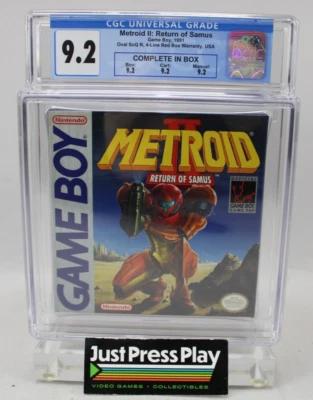 CGC UNIVERSAL GRADE
9.2
Metroid II: Return of Samus
Game Boy, 1991
Oval SoQ R, 4-Line Red Box Warranty, USA
COMPLETE IN BOX
Box: Cart: Manual:
9.2 9.2 9.2
GAME BOY
Nintendo
II
METROID
RETURN OF SAMUS
OFFICIAL
Nintendo
JUST PRESS PLAY
VIDEO GAMES • COLLECTIBLES